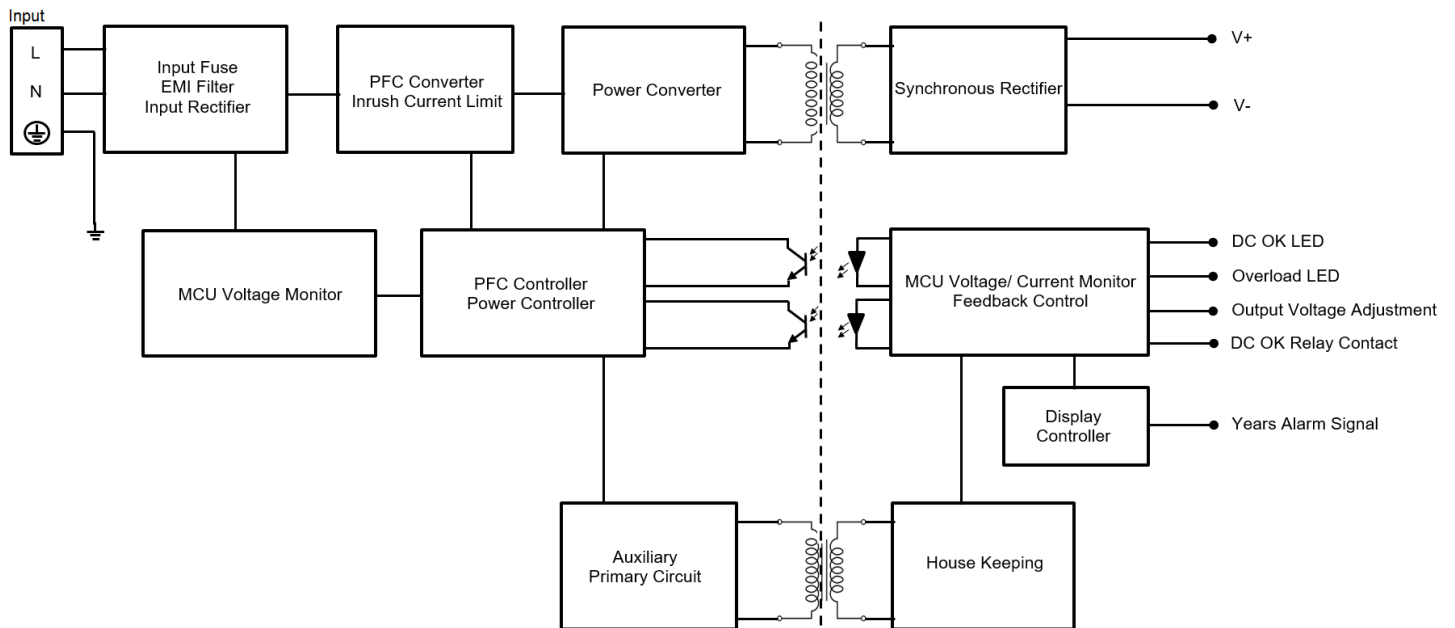 Input
L
N
Input Fuse
EMI Filter
Input Rectifier
PFC Converter
Inrush Current Limit
Power Converter
Synchronous Rectifier
V+
V-
MCU Voltage Monitor
PFC Controller
Power Controller
MCU Voltage/ Current Monitor
Feedback Control
DC OK LED
Overload LED
Output Voltage Adjustment
DC OK Relay Contact
Display
Controller
Years Alarm Signal
Auxiliary
Primary Circuit
House Keeping